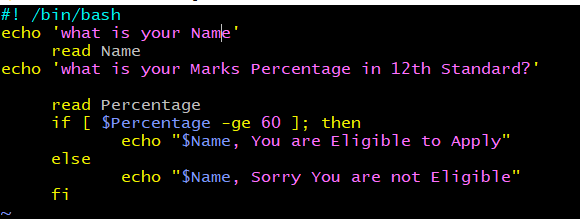 #! /bin/bash
echo 'what is your Name'
read Name
echo 'what is your Marks Percentage in 12th Standard?'
read Percentage
if [ $Percentage -ge 60 ]; then
echo "$Name, You are Eligible to Apply"
else
echo "$Name, Sorry You are not Eligible"
fi
~